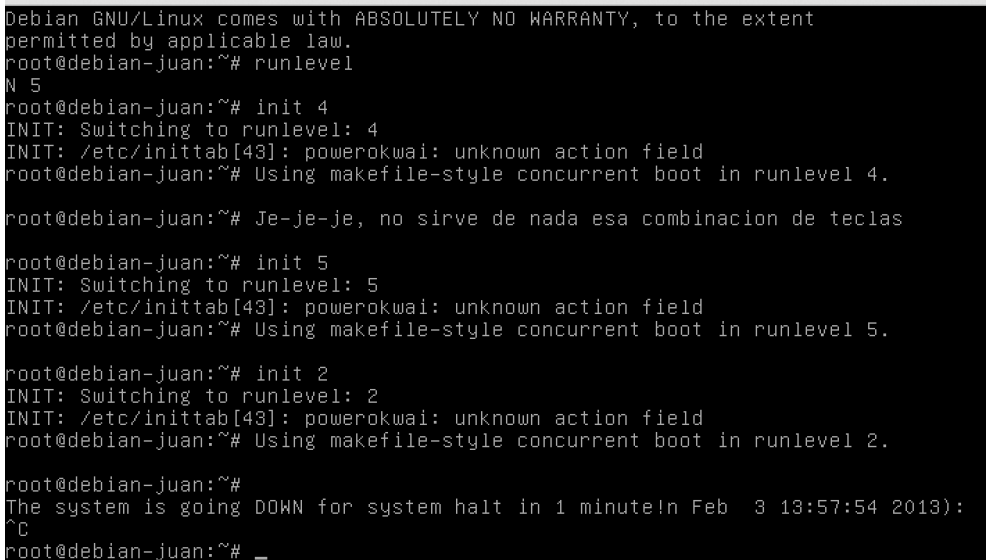 Debian GNU/Linux comes with ABSOLUTELY NO WARRANTY, to the extent
permitted by applicable law.
root@debian-juan:~# runlevel
N 5
root@debian-juan:~# init 4
INIT: Switching to runlevel: 4
INIT: /etc/inittab[43]: powerokwai: unknown action field
root@debian-juan:~# Using makefile-style concurrent boot in runlevel 4.
root@debian-juan:~# Je-je-je, no sirve de nada esa combinacion de teclas
root@debian-juan:~# init 5
INIT: Switching to runlevel: 5
INIT: /etc/inittab[43]: powerokwai: unknown action field
root@debian-juan:~# Using makefile-style concurrent boot in runlevel 5.
root@debian-juan:~# init 2
INIT: Switching to runlevel: 2
INIT: /etc/inittab[43]: powerokwai: unknown action field
root@debian-juan:~# Using makefile-style concurrent boot in runlevel 2.
root@debian-juan:~#
The system is going DOWN for system halt in 1 minute!n Feb  3 13:57:54 2013):
^C
root@debian-juan:~# _